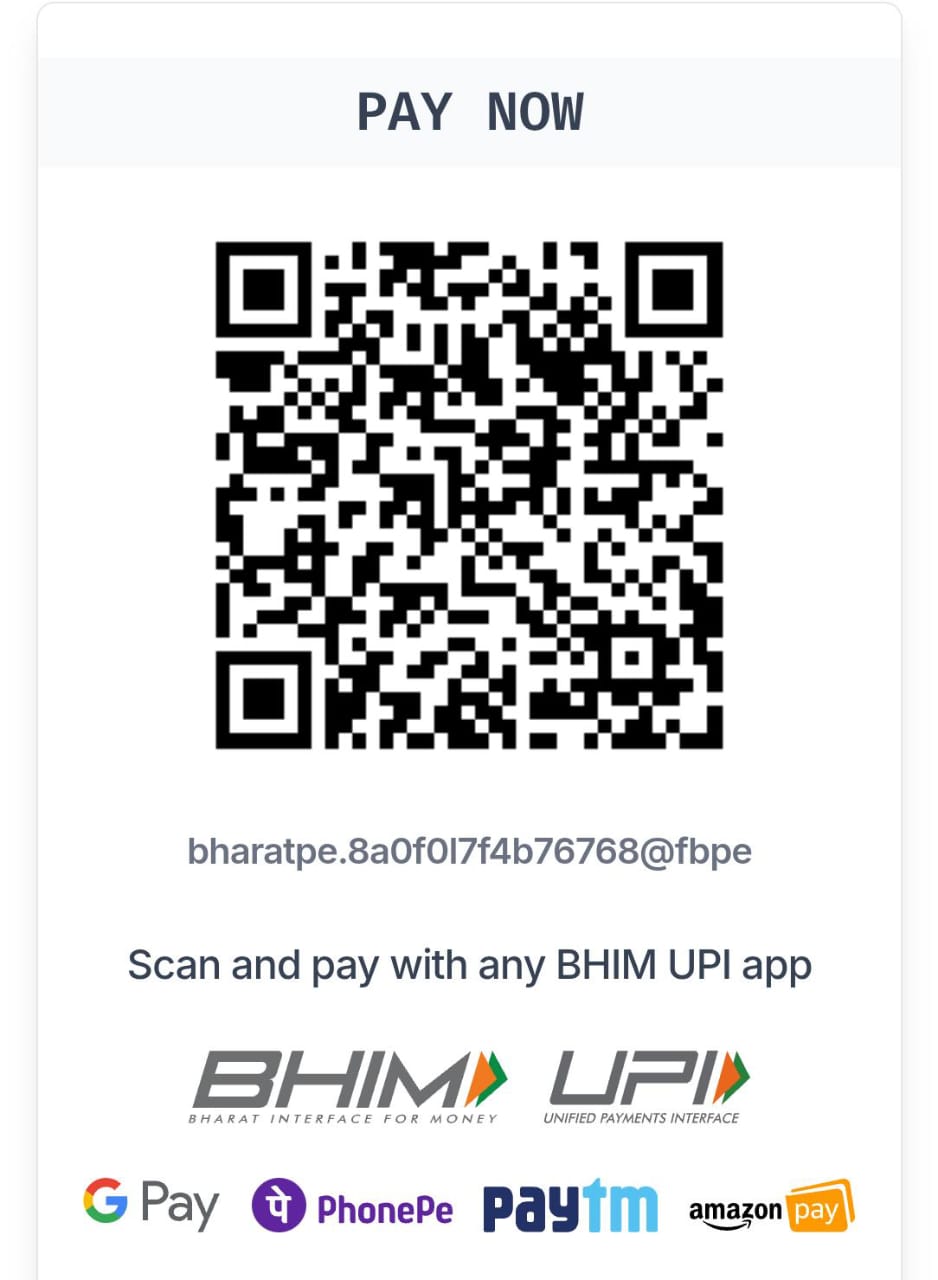 PAY NOW
bharatpe.8a0f0l7f4b76768@fbpe
Scan and pay with any BHIM UPI app
BHIM UPI
BHARAT INTERFACE FOR MONEY UNIFIED PAYMENTS INTERFACE
G Pay पे PhonePe paytm amazon pay